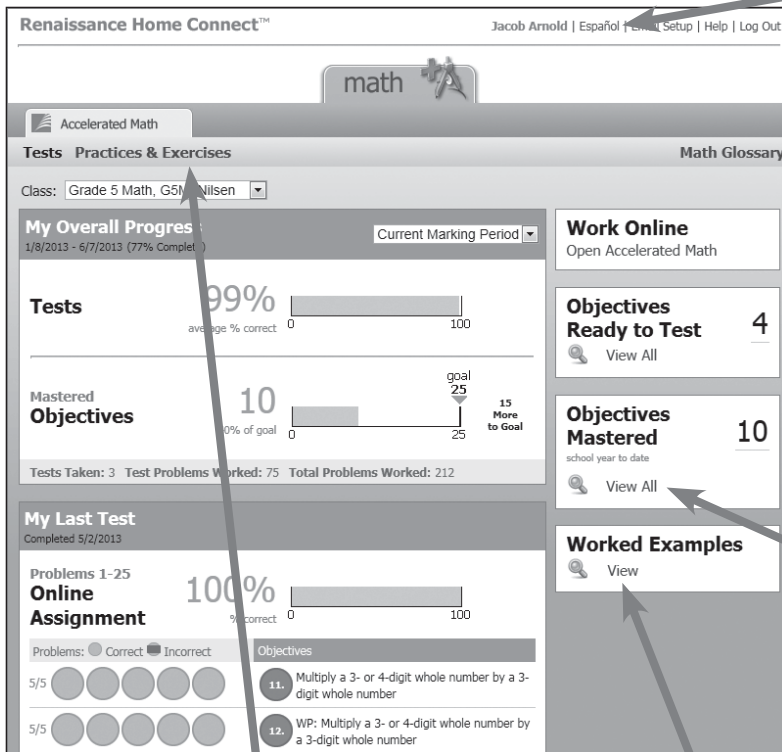 Renaissance Home Connect™
Jacob Arnold | Español | Email Setup | Help | Log Out
math
Accelerated Math
Tests Practices & Exercises
Math Glossary
Class: Grade 5 Math, G5M, Nilsen
My Overall Progress
1/8/2013 - 6/7/2013 (77% Complete)
Current Marking Period
Tests
99%
average % correct
0 100
Mastered
Objectives
10
% of goal
goal
25
0 25
15
More
to Goal
Tests Taken: 3 Test Problems Worked: 75 Total Problems Worked: 212
My Last Test
Completed 5/2/2013
Problems 1-25
Online
Assignment
100%
% correct
0 100
Problems: Correct Incorrect
Objectives
5/5
11. Multiply a 3- or 4-digit whole number by a 3-
digit whole number
5/5
12. WP: Multiply a 3- or 4-digit whole number by
a 3-digit whole number
Work Online
Open Accelerated Math
Objectives
Ready to Test
4
View All
Objectives
Mastered
10
school year to date
View All
Worked Examples
View